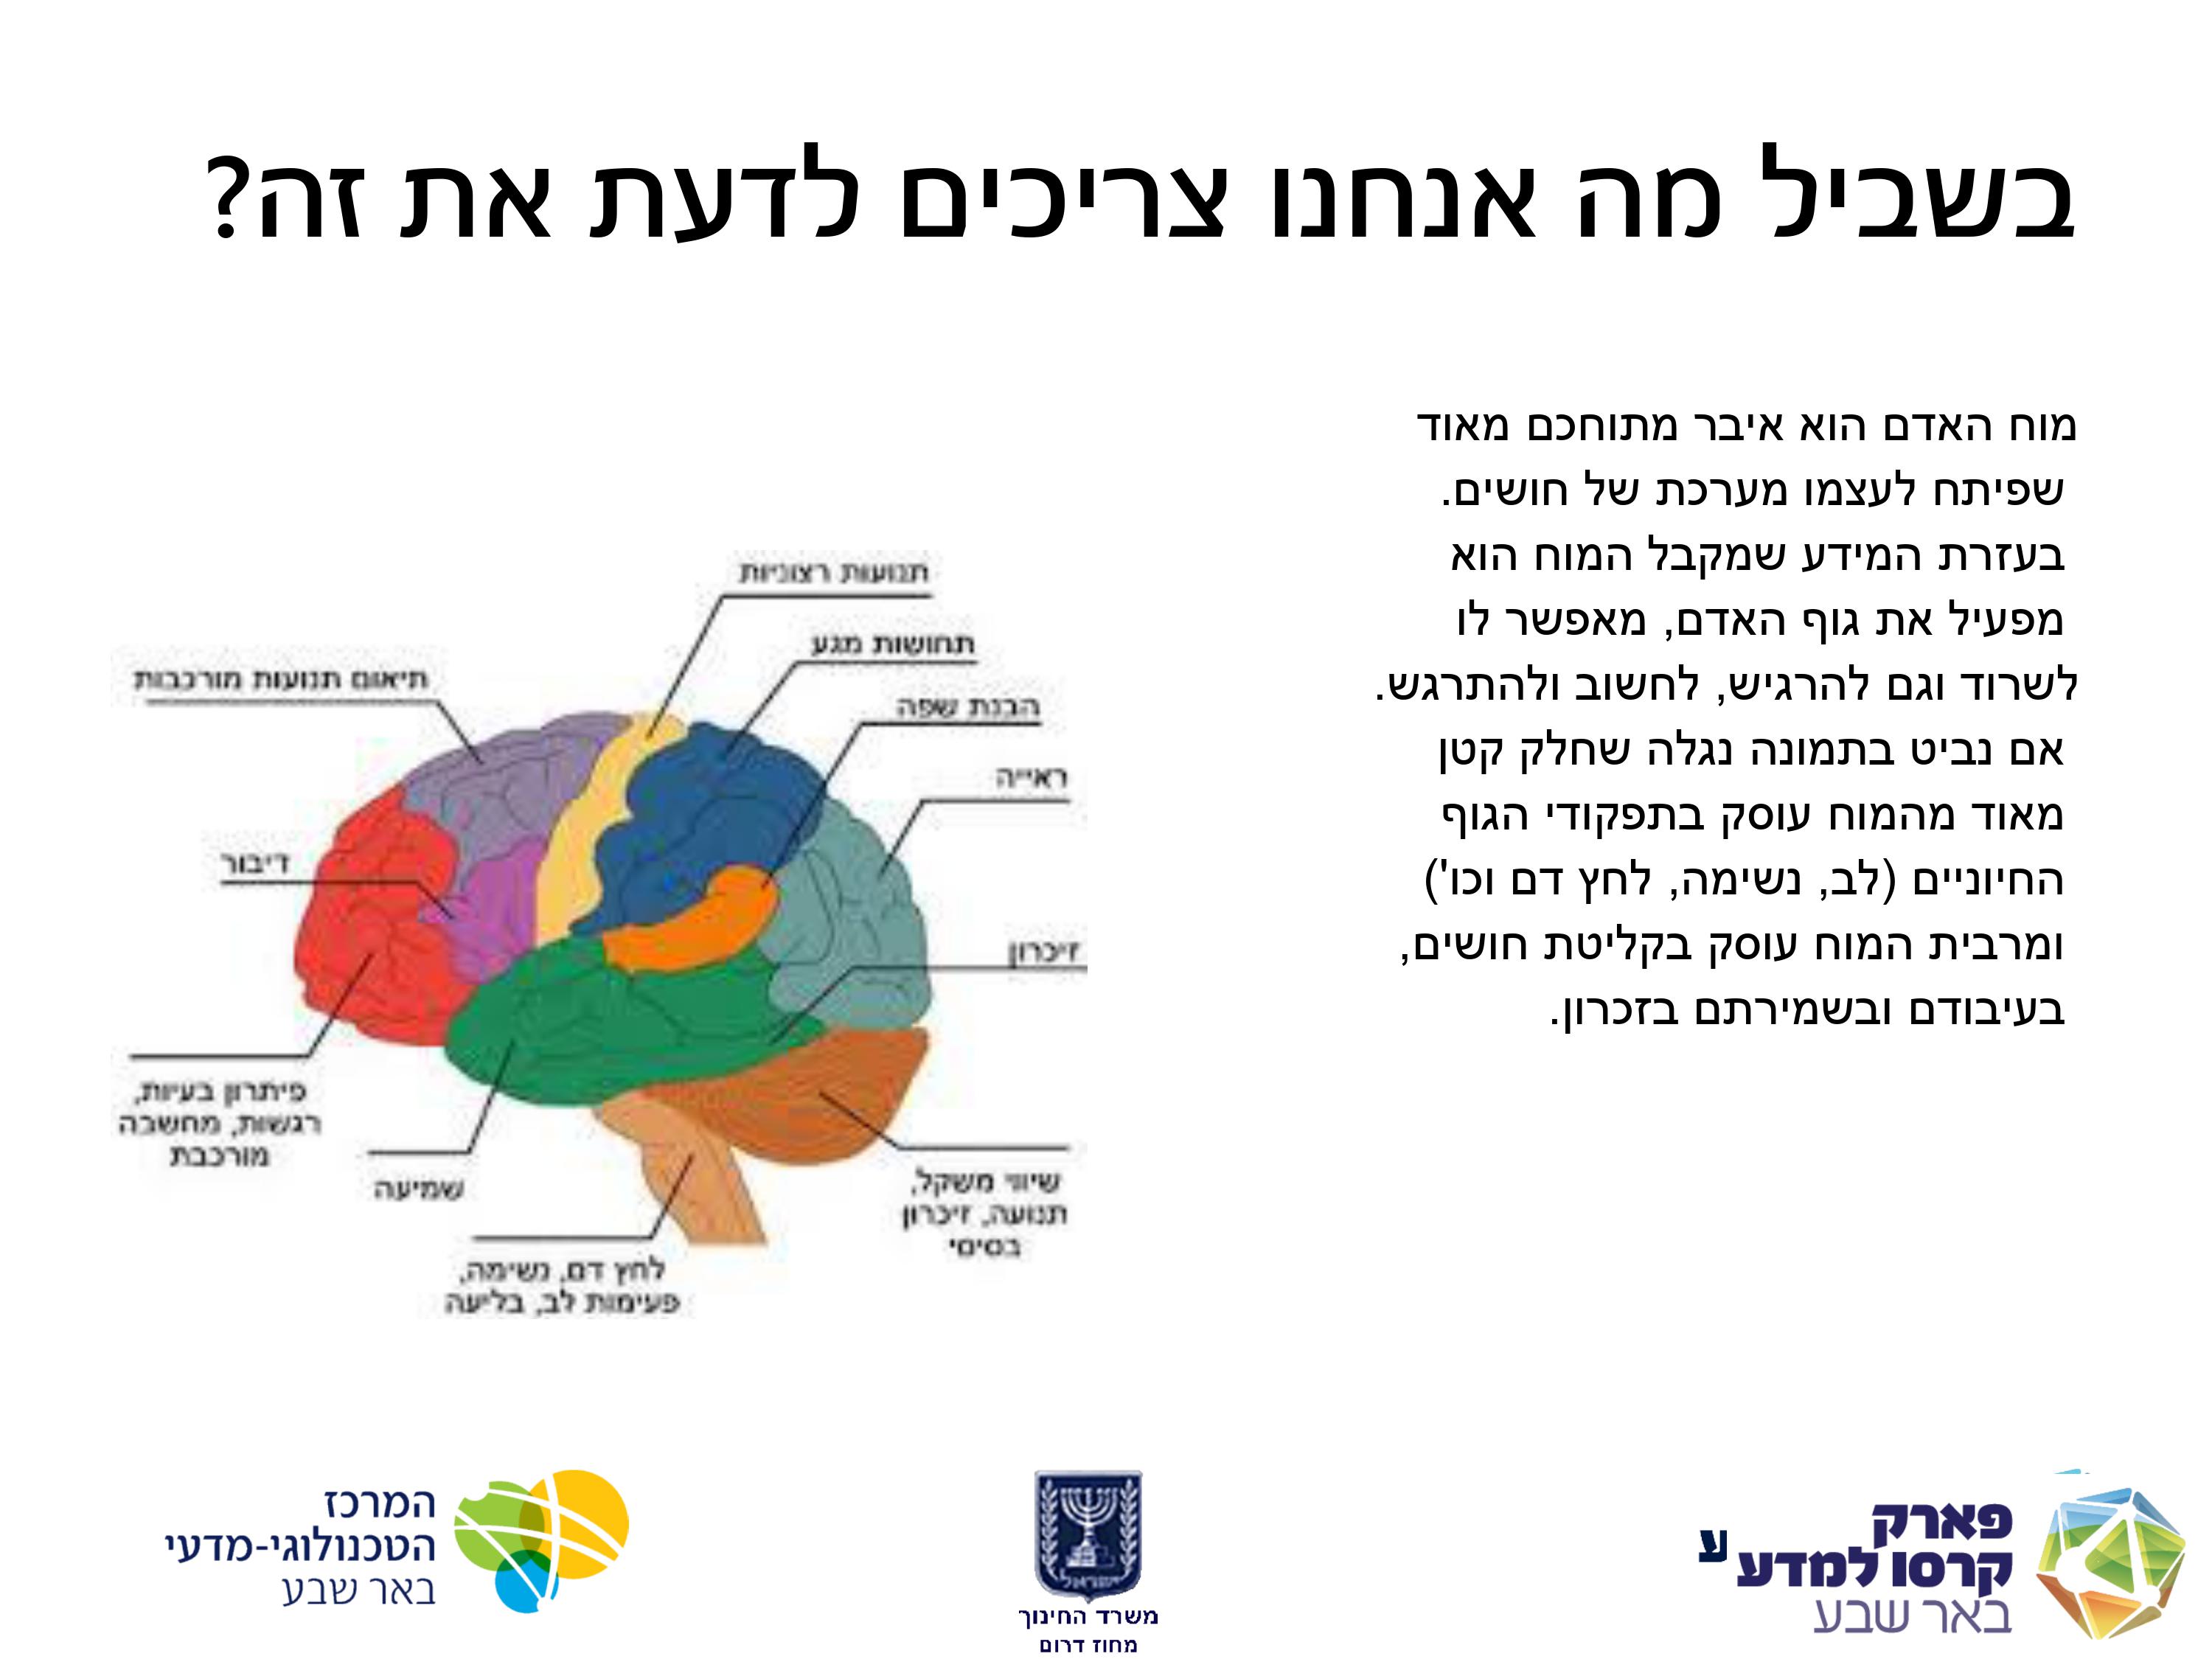 בשביל מה אנחנו צריכים לדעת את זה?
מוח האדם הוא איבר מתוחכם מאוד
שפיתח לעצמו מערכת של חושים.
בעזרת המידע שמקבל המוח הוא
מפעיל את גוף האדם, מאפשר לו
לשרוד וגם להרגיש, לחשוב ולהתרגש.
אם נביט בתמונה נגלה שחלק קטן
מאוד מהמוח עוסק בתפקודי הגוף
החיוניים (לב, נשימה, לחץ דם וכו')
ומרבית המוח עוסק בקליטת חושים,
בעיבודם ובשמירתם בזכרון.
תנועות רצוניות
תחושות מגע
תיאום תנועות מורכבות
הבנת שפה
ראייה
דיבור
זיכרון
פיתרון בעיות,
רגשות, מחשבה
מורכבת
שמיעה
שיווי משקל,
תנועה, זיכרון
בסיסי
לחץ דם, נשימה,
פעימות לב, בליעה
פארק
קרסו למדע
באר שבע
ע
ישראל
משרד החינוך
מחוז דרום
המרכז
הטכנולוגי-מדעי
באר שבע